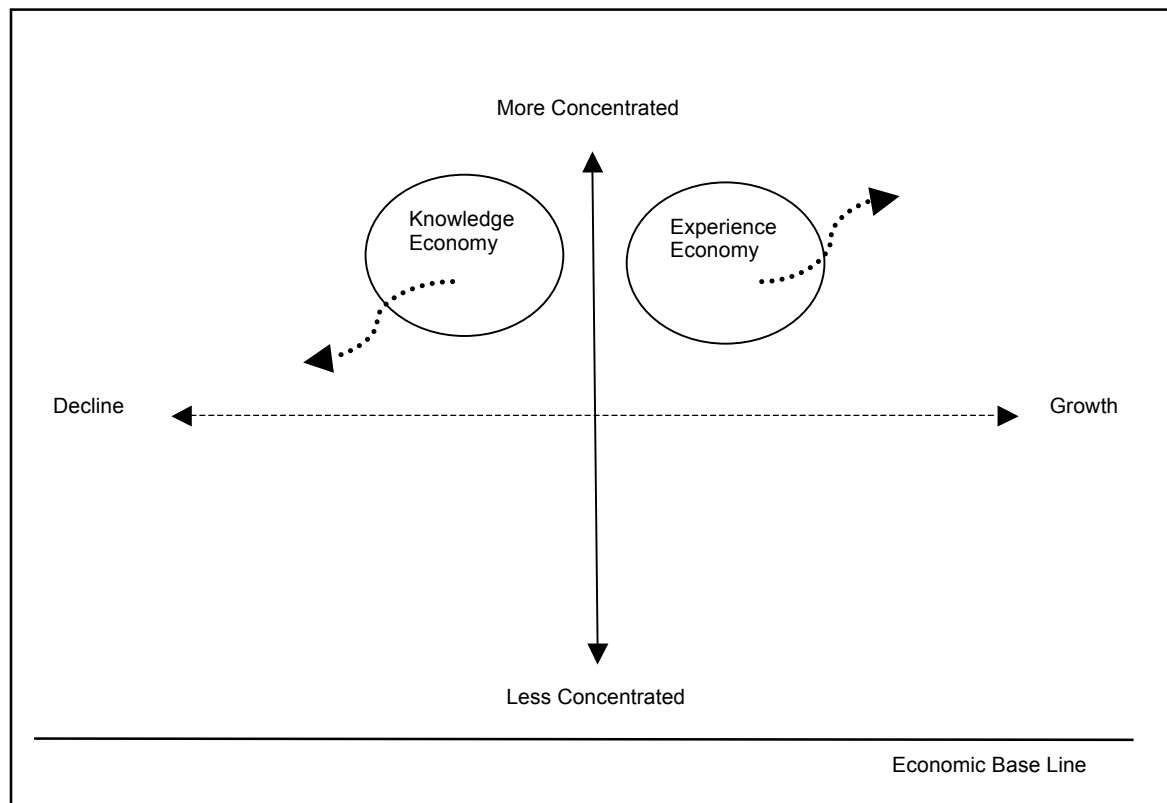 More Concentrated
Knowledge
Economy
Experience
Economy
Decline
Growth
Less Concentrated
Economic Base Line